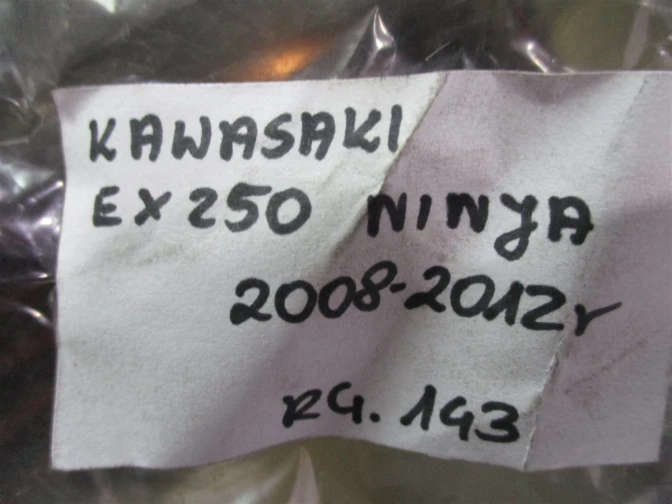 KAWASAKI
EX250 NINJA
2008-2012r
RG. 143